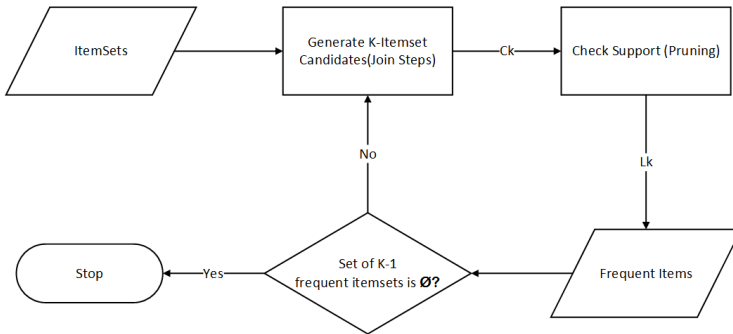 ItemSets
Generate K-Itemset
Candidates(Join Steps)
Ck
Check Support (Pruning)
Lk
Frequent Items
Set of K-1
frequent itemsets is Ø?
No
Yes
Stop